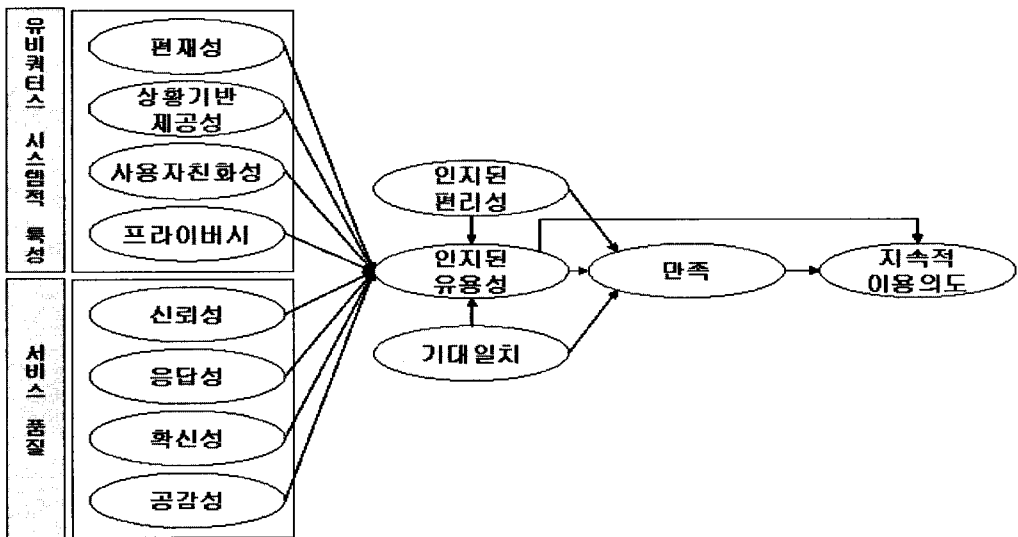 유비쿼터스 시스템적 특성
편재성
상황기반
제공성
사용자친화성
프라이버시
서비스 품질
신뢰성
응답성
확신성
공감성
인지된
편리성
인지된
유용성
기대일치
만족
지속적
이용의도